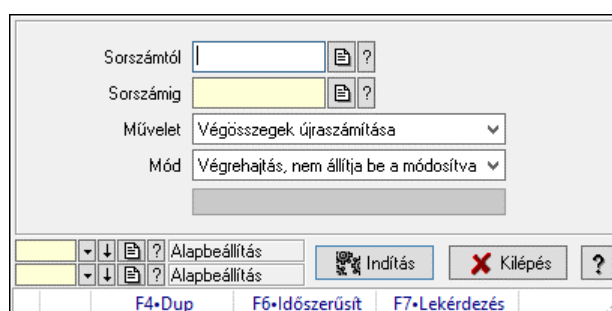 Sorszámtól ?
Sorszámig ?
Művelet Végösszegek újraszámítása
Mód Végrehajtás, nem állítja be a módosítva
? Alapbeállítás
? Alapbeállítás
Indítás Kilépés ?
F4•Dup F6•Időszerűsít F7•Lekérdezés